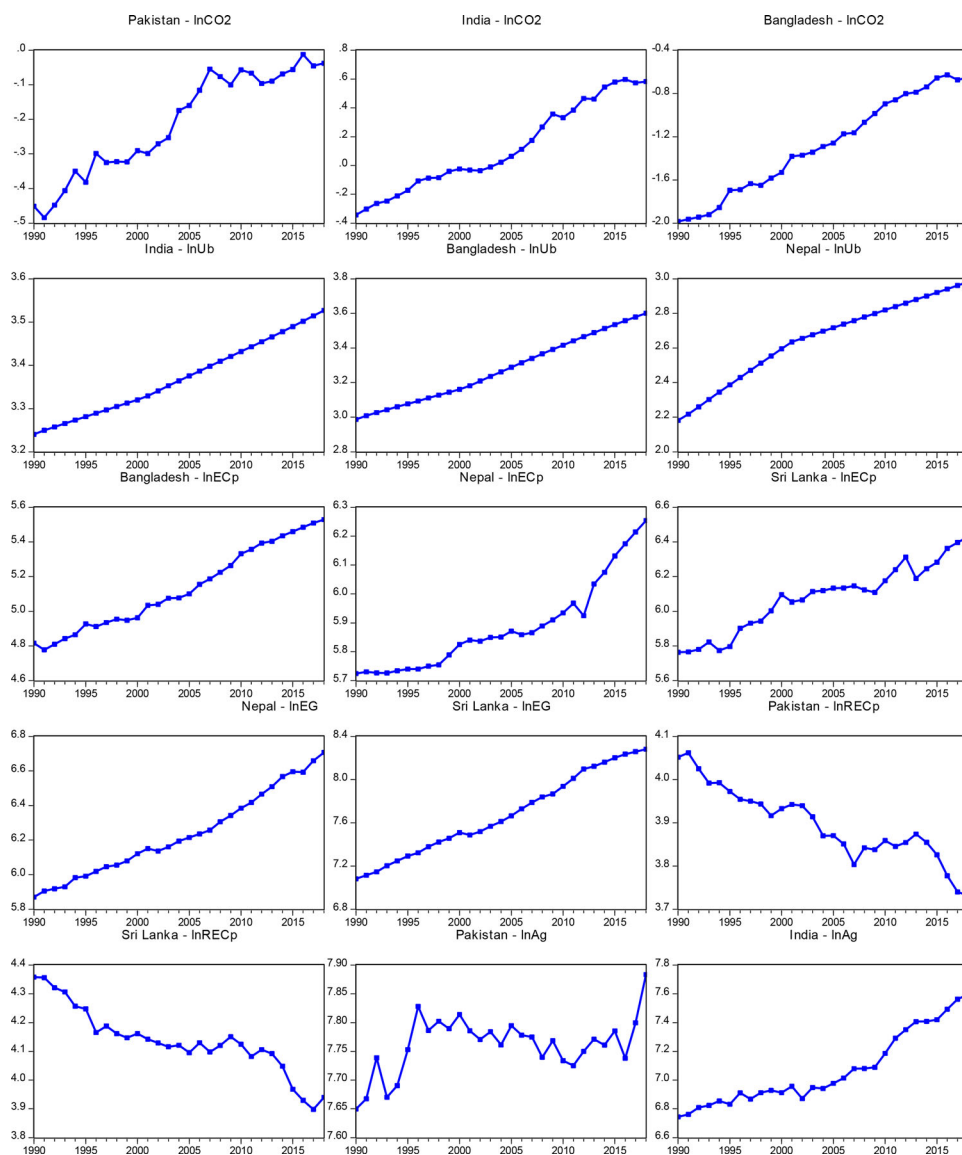 Pakistan - lnCO2 India - lnCO2 Bangladesh - lnCO2
.0 .8 -0.4
-.1 .6 -0.8
-.2 .4
.2 -1.2
-.3 .0
-1.6
-.4 -.2
-.5 -.4 -2.0
1990 1995 2000 2005 2010 2015 1990 1995 2000 2005 2010 2015 1990 1995 2000 2005 2010 2015
India - lnUb Bangladesh - lnUb Nepal - lnUb
3.6 3.8 3.0
3.6 2.8
3.5
3.4 2.6
3.4
3.2 2.4
3.3
3.0 2.2
3.2 2.8 2.0
1990 1995 2000 2005 2010 2015 1990 1995 2000 2005 2010 2015 1990 1995 2000 2005 2010 2015
Bangladesh - lnECp Nepal - lnECp Sri Lanka - lnECp
5.6 6.3 6.6
5.4 6.2
6.4
5.2 6.1
6.2
6.0
5.0 6.0
5.9
4.8 5.8 5.8
4.6 5.7 5.6
1990 1995 2000 2005 2010 2015 1990 1995 2000 2005 2010 2015 1990 1995 2000 2005 2010 2015
Nepal - lnEG Sri Lanka - lnEG Pakistan - lnRECp
6.8 8.4 4.1
6.6 8.0 4.0
6.4
7.6 3.9
6.2
6.0 7.2 3.8
5.8 6.8 3.7
1990 1995 2000 2005 2010 2015 1990 1995 2000 2005 2010 2015 1990 1995 2000 2005 2010 2015
Sri Lanka - lnRECp Pakistan - lnAg India - lnAg
4.4 7.90 7.8
4.3 7.85 7.6
4.2 7.80 7.4
4.1 7.75 7.2
4.0 7.70 7.0
3.9 7.65 6.8
3.8 7.60 6.6
1990 1995 2000 2005 2010 2015 1990 1995 2000 2005 2010 2015 1990 1995 2000 2005 2010 2015